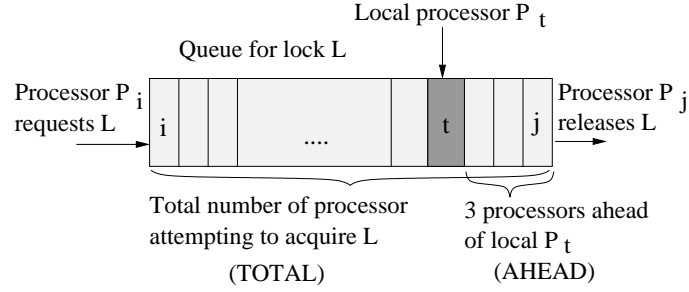 Local processor P t
Queue for lock L
Processor P i
requests L
Processor P j
releases L
i
....
t
j
Total number of processor
attempting to acquire L
(TOTAL)
3 processors ahead
of local P t
(AHEAD)